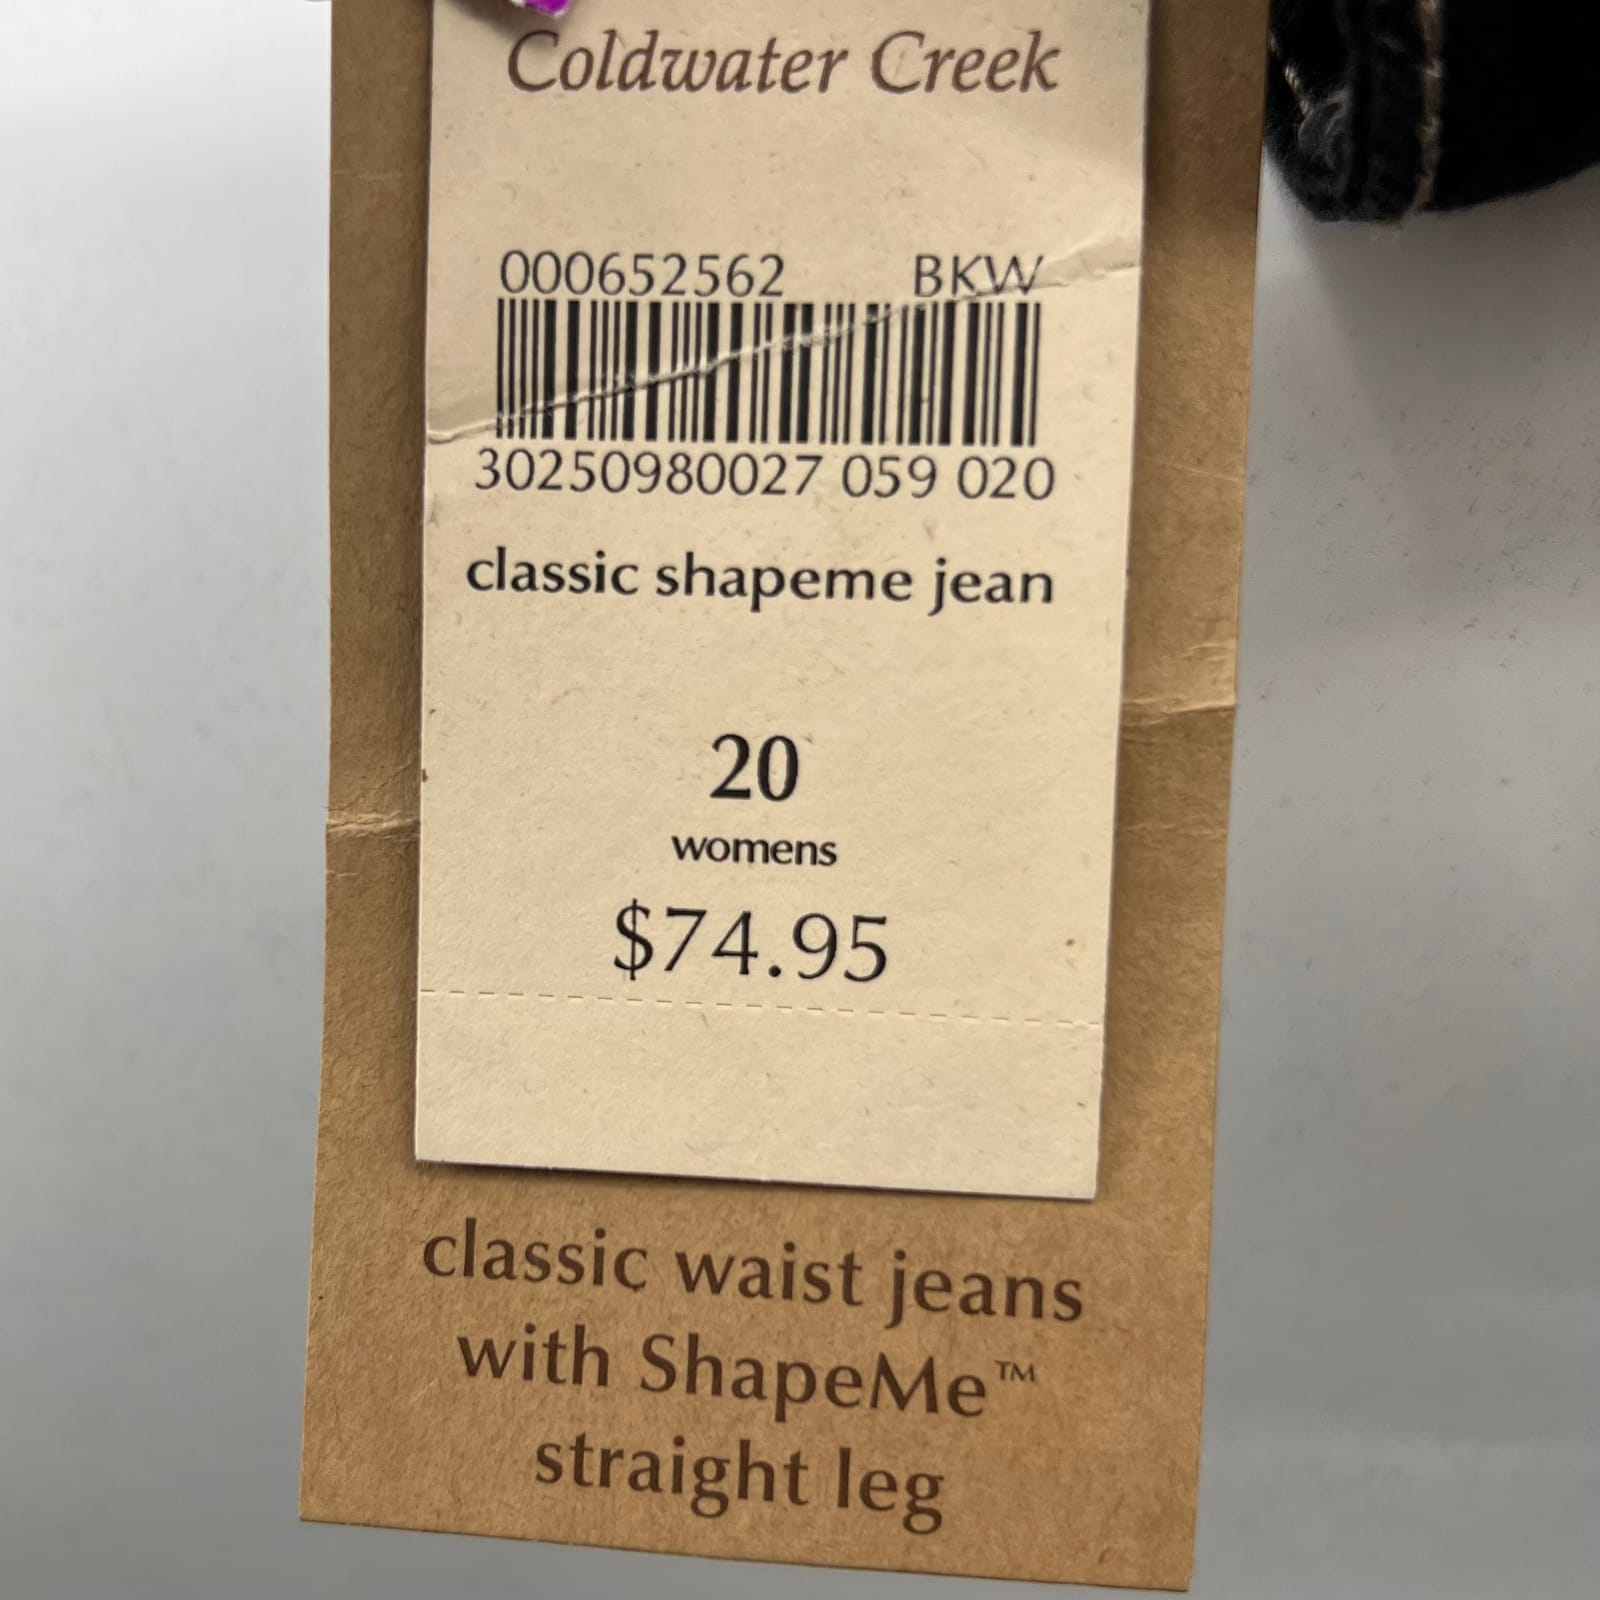 Coldwater Creek
000652562 BKW
30250980027 059 020
classic shapeme jean
20
womens
$74.95
classic waist jeans
with ShapeMe™
straight leg